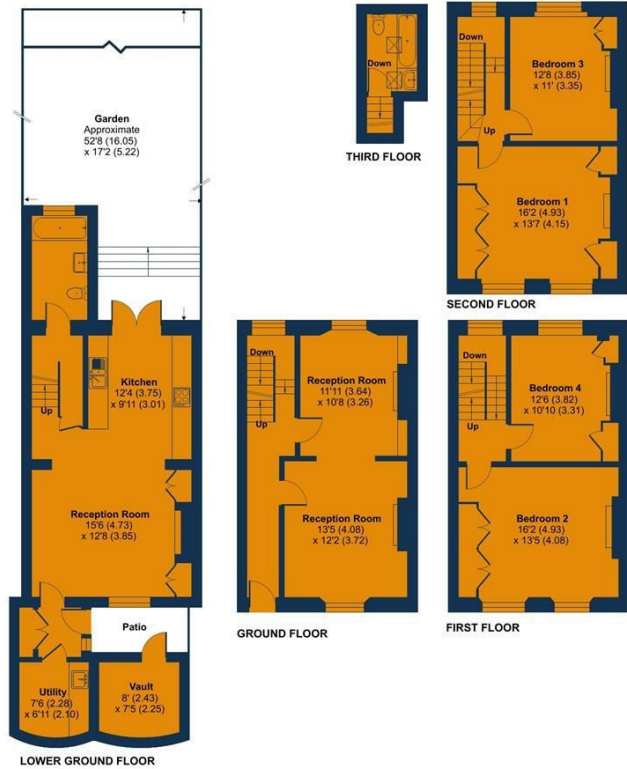 Garden
Approximate
52'8 (16.05)
x 17'2 (5.22)
Kitchen
12'4 (3.75)
x 9'11 (3.01)
Up
Reception Room
15'6 (4.73)
x 12'8 (3.85)
Patio
Utility
7'6 (2.28)
x 6'11 (2.10)
Vault
8' (2.43)
x 7'5 (2.25)
LOWER GROUND FLOOR
Down
Up
Reception Room
11'11 (3.64)
x 10'8 (3.26)
Reception Room
13'5 (4.08)
x 12'2 (3.72)
GROUND FLOOR
Down
THIRD FLOOR
Down
Up
Bedroom 3
12'8 (3.85)
x 11' (3.35)
Bedroom 1
16'2 (4.93)
x 13'7 (4.15)
SECOND FLOOR
Down
Up
Bedroom 4
12'6 (3.82)
x 10'10 (3.31)
Bedroom 2
16'2 (4.93)
x 13'5 (4.08)
FIRST FLOOR